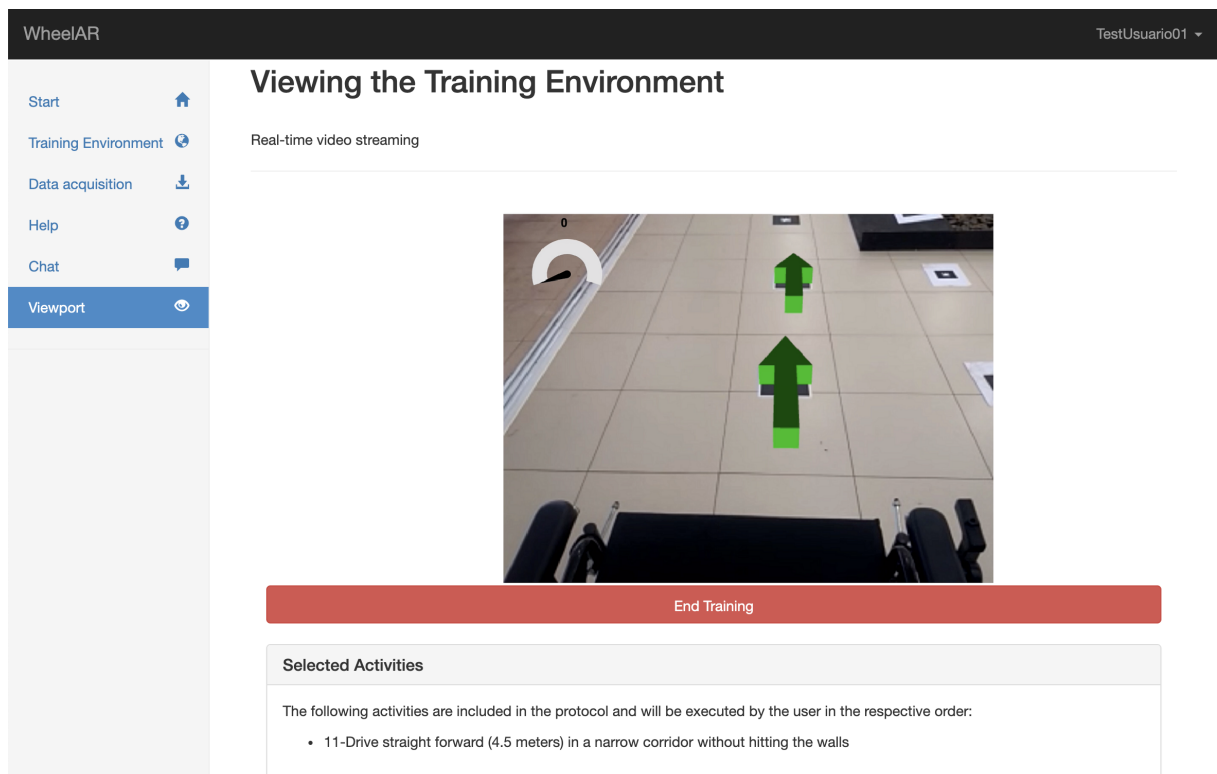 WheelAR
TestUsuario01
Start
Training Environment
Data acquisition
Help
Chat
Viewport
Viewing the Training Environment
Real-time video streaming
0
End Training
Selected Activities
The following activities are included in the protocol and will be executed by the user in the respective order:
• 11-Drive straight forward (4.5 meters) in a narrow corridor without hitting the walls